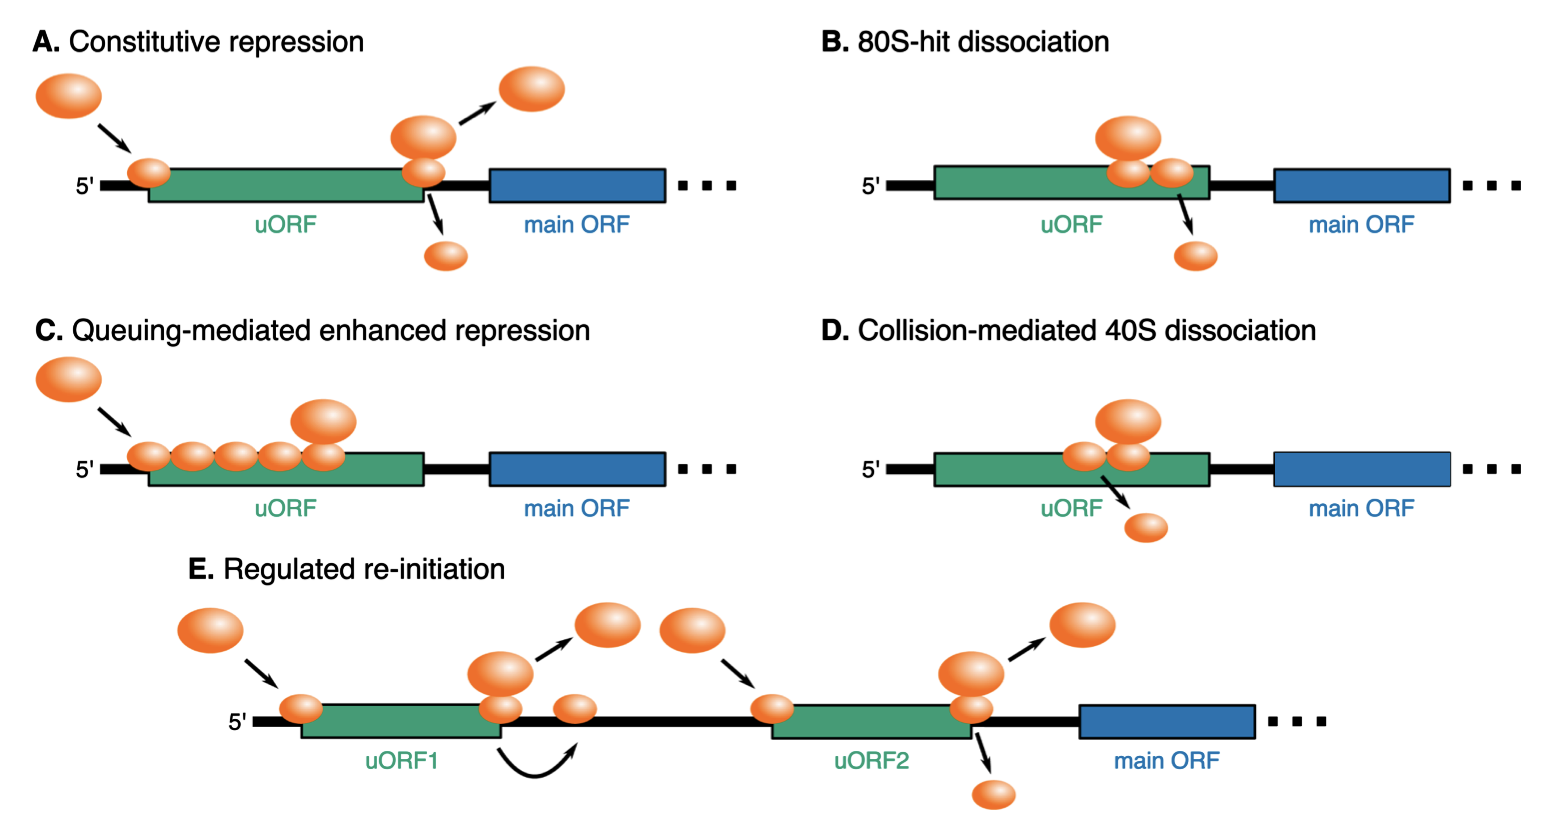 A. Constitutive repression
5'
uORF
main ORF
B. 80S-hit dissociation
5'
uORF
main ORF
C. Queuing-mediated enhanced repression
5'
uORF
main ORF
D. Collision-mediated 40S dissociation
5'
uORF
main ORF
E. Regulated re-initiation
5'
uORF1
uORF2
main ORF